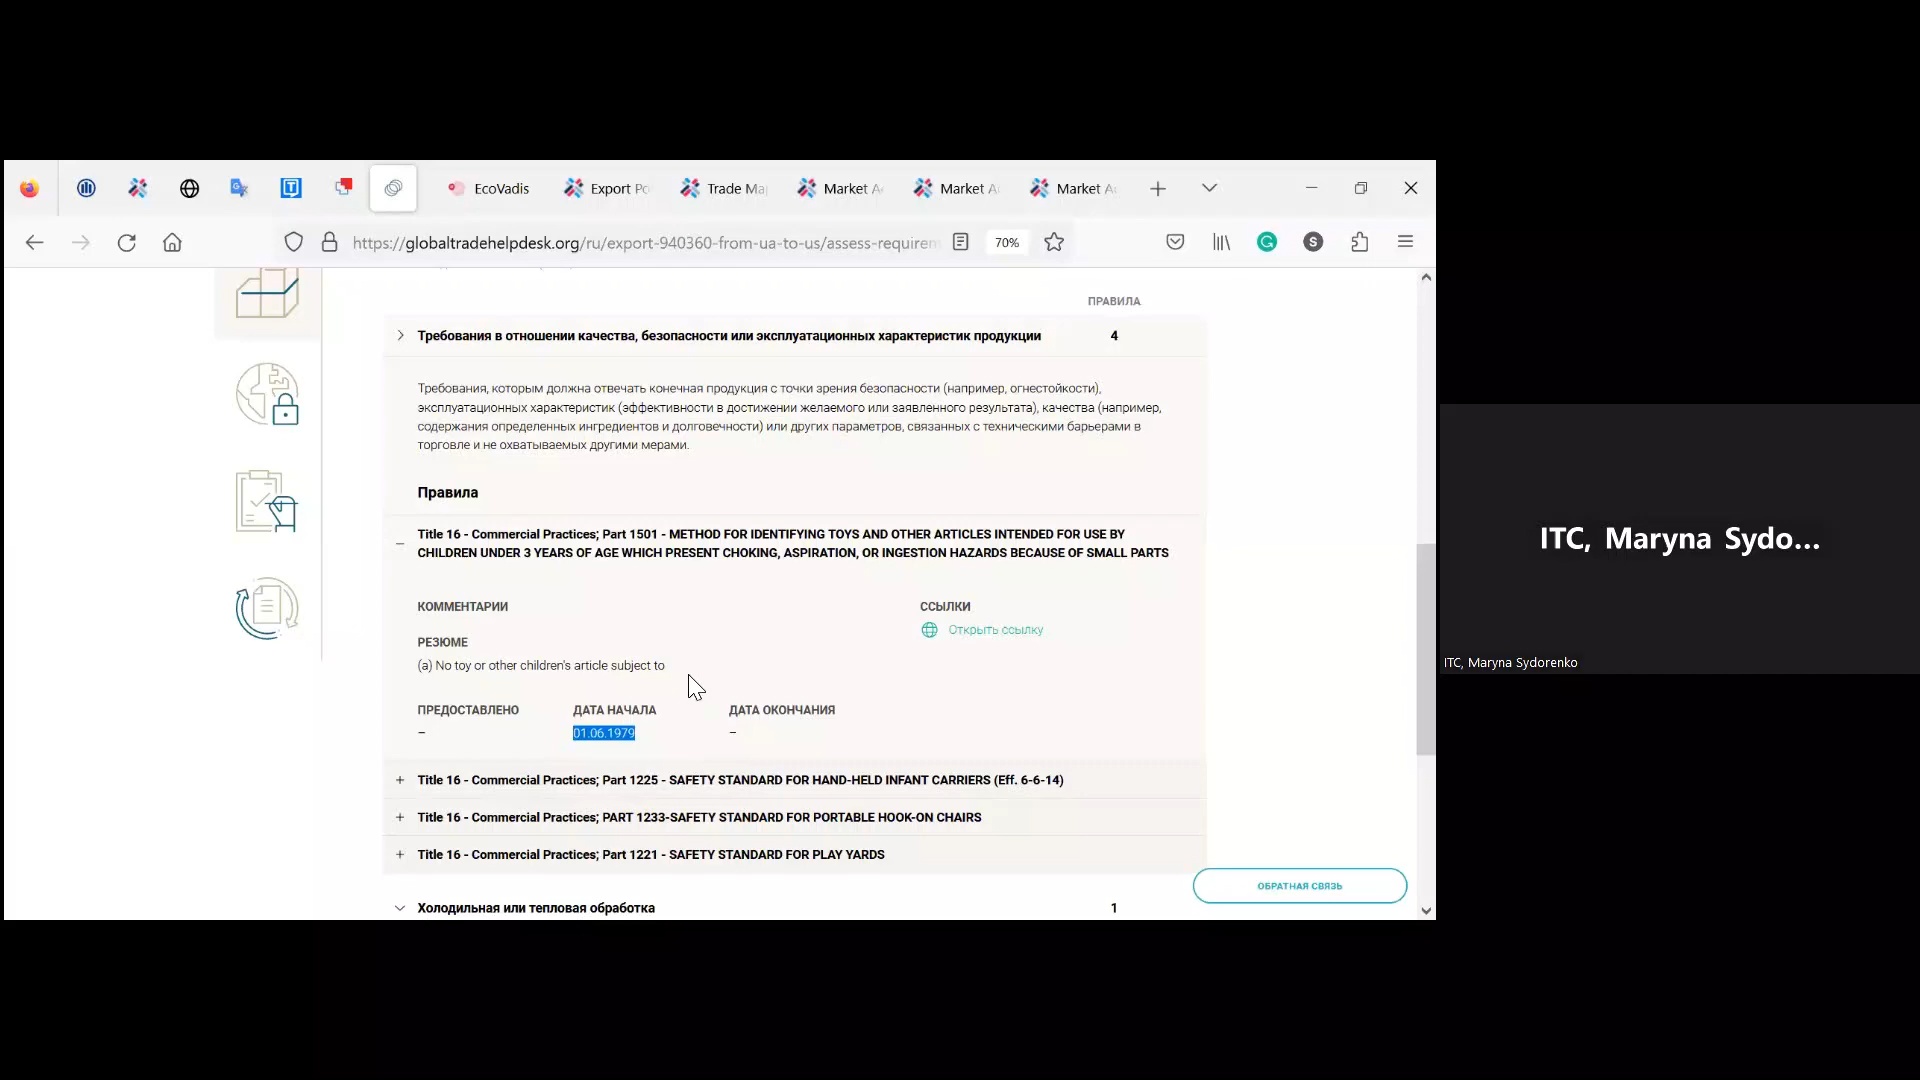 EcoVadis
Export Po
Trade Ma
Market A
Market A
Market A
https://globaltradehelpdesk.org/ru/export-940360-from-ua-to-us/assess-requirem
70%
S
ПРАВИЛА
Требования в отношении качества, безопасности или эксплуатационных характеристик продукции
4
Требования, которым должна отвечать конечная продукция с точки зрения безопасности (например, огнестойкости),
эксплуатационных характеристик (эффективности в достижении желаемого или заявленного результата), качества (например,
содержания определенных ингредиентов и долговечности) или других параметров, связанных с техническими барьерами в
торговле и не охватываемых другими мерами.
Правила
Title 16 - Commercial Practices; Part 1501 - METHOD FOR IDENTIFYING TOYS AND OTHER ARTICLES INTENDED FOR USE BY
CHILDREN UNDER 3 YEARS OF AGE WHICH PRESENT CHOKING, ASPIRATION, OR INGESTION HAZARDS BECAUSE OF SMALL PARTS
КОММЕНТАРИИ
ССЫЛКИ
Открыть ссылку
РЕЗЮМЕ
(a) No toy or other children's article subject to
ПРЕДОСТАВЛЕНО
ДАТА НАЧАЛА
ДАТА ОКОНЧАНИЯ
–
01.06.1979
–
Title 16 - Commercial Practices; Part 1225 - SAFETY STANDARD FOR HAND-HELD INFANT CARRIERS (Eff. 6-6-14)
Title 16 - Commercial Practices; PART 1233-SAFETY STANDARD FOR PORTABLE HOOK-ON CHAIRS
Title 16 - Commercial Practices; Part 1221 - SAFETY STANDARD FOR PLAY YARDS
ОБРАТНАЯ СВЯЗЬ
Холодильная или тепловая обработка
1
ITC, Maryna Sydo...
ITC, Maryna Sydorenko